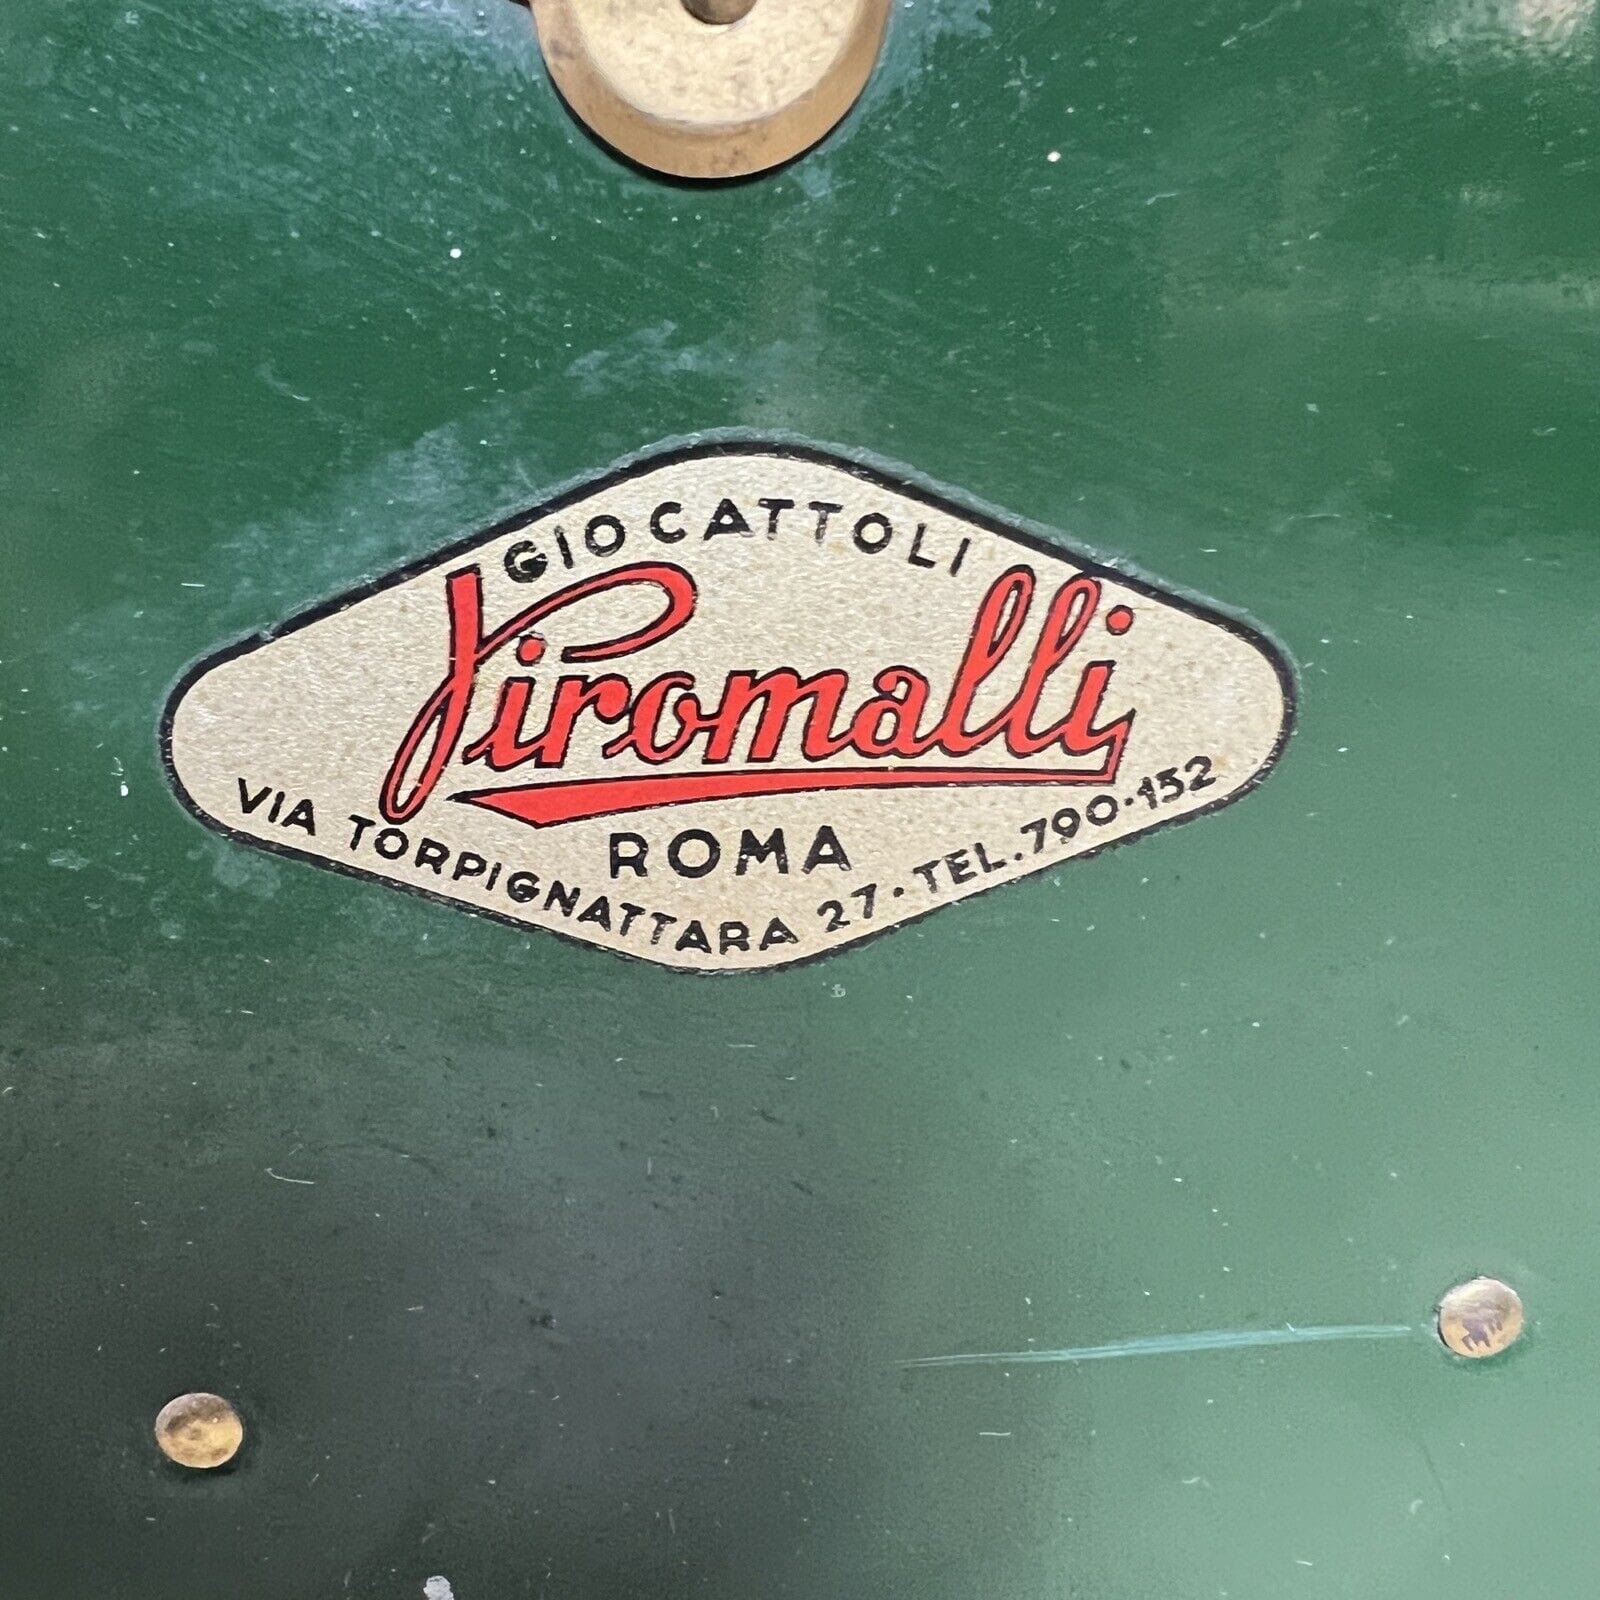 GIOCATTOLI
Piromalli
ROMA
VIA TORPIGNATTARA 27 · TEL. 790·152